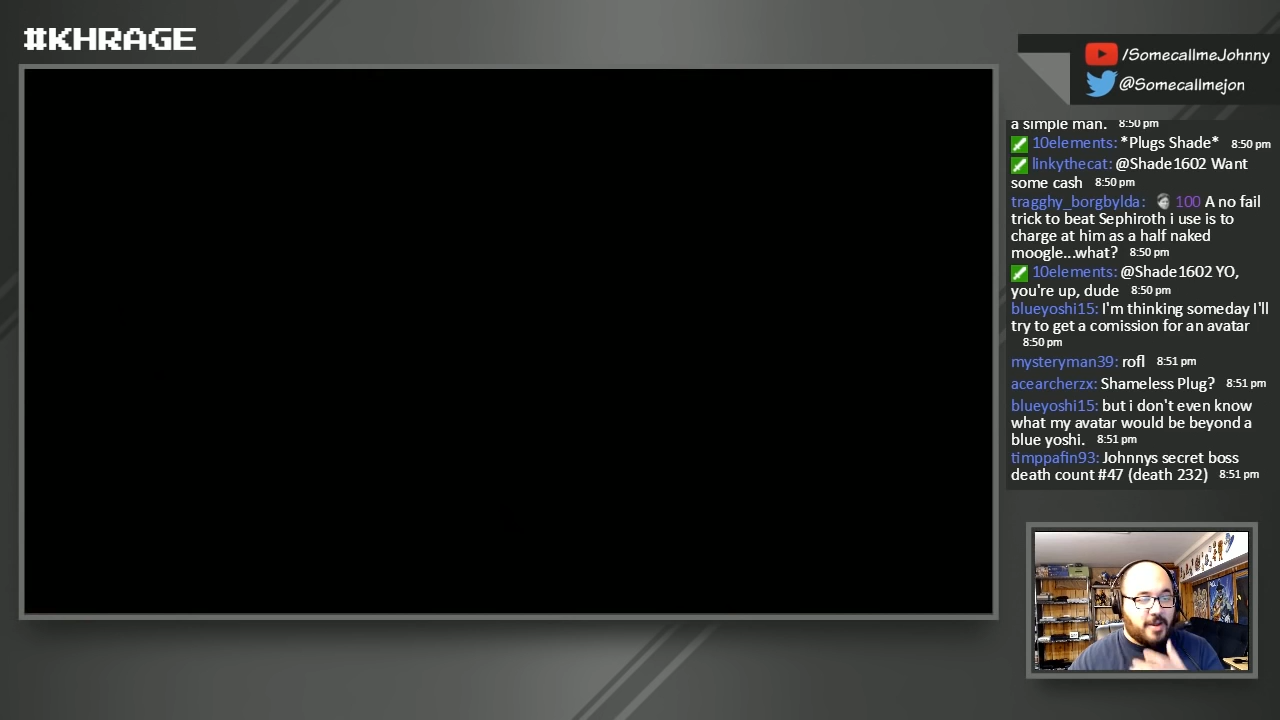 #KHRAGE
/SomecallmeJohnny
@Somecallmejon
a simple man. 8:50 pm
10elements: *Plugs Shade* 8:50 pm
linkythecat: @Shade1602 Want
some cash 8:50 pm
tragghy_borgbylda: 100 A no fail
trick to beat Sephiroth i use is to
charge at him as a half naked
moogle...what? 8:50 pm
10elements: @Shade1602 YO,
you're up, dude 8:50 pm
blueyoshi15: I'm thinking someday I'll
try to get a comission for an avatar
8:50 pm
mysteryman39: rofl 8:51 pm
acearcherzx: Shameless Plug? 8:51 pm
blueyoshi15: but i don't even know
what my avatar would be beyond a
blue yoshi. 8:51 pm
timppafin93: Johnnys secret boss
death count #47 (death 232) 8:51 pm